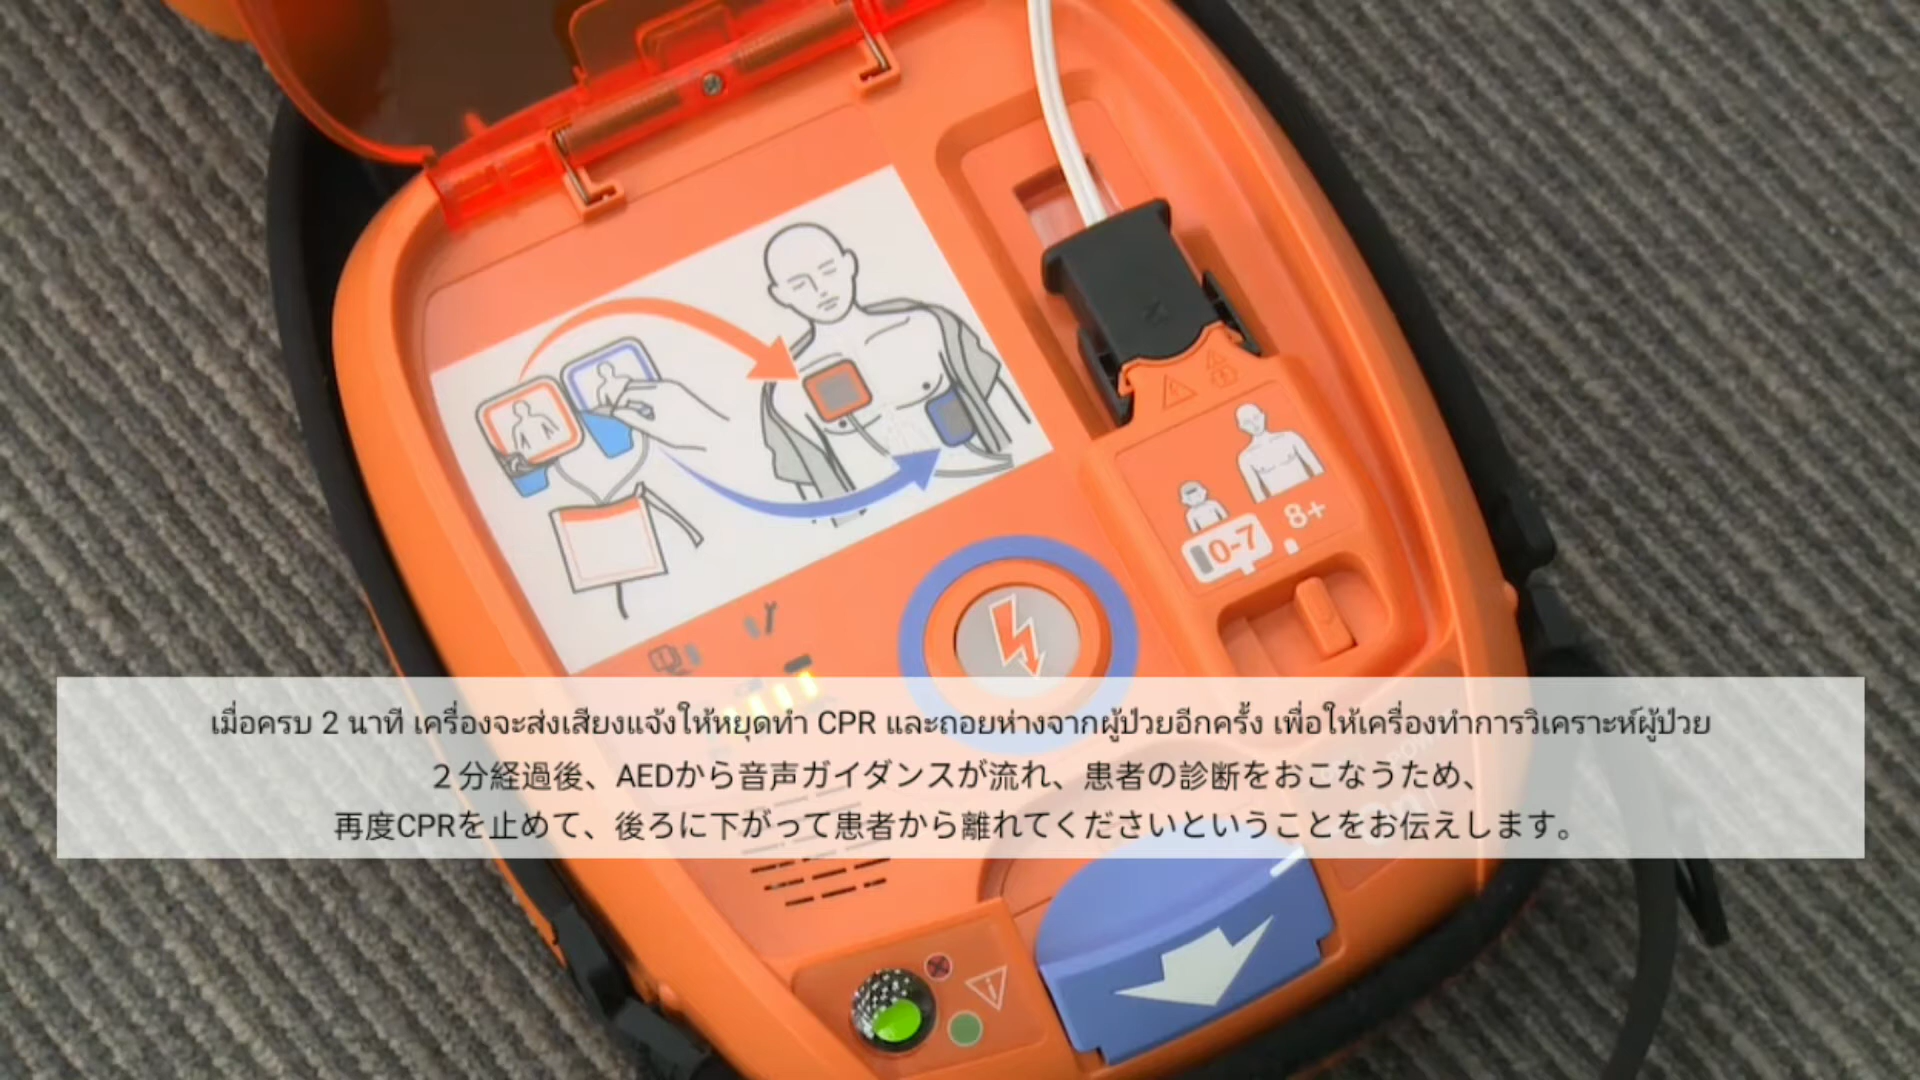 8+
0-7
เมื่อครบ 2 นาที เครื่องจะส่งเสียงแจ้งให้หยุดทำ CPR และถอยห่างจากผู้ป่วยอีกครั้ง เพื่อให้เครื่องทำการวิเคราะห์ผู้ป่วย
２分経過後、AEDから音声ガイダンスが流れ、患者の診断をおこなうため、
再度CPRを止めて、後ろに下がって患者から離れてくださいということをお伝えします。